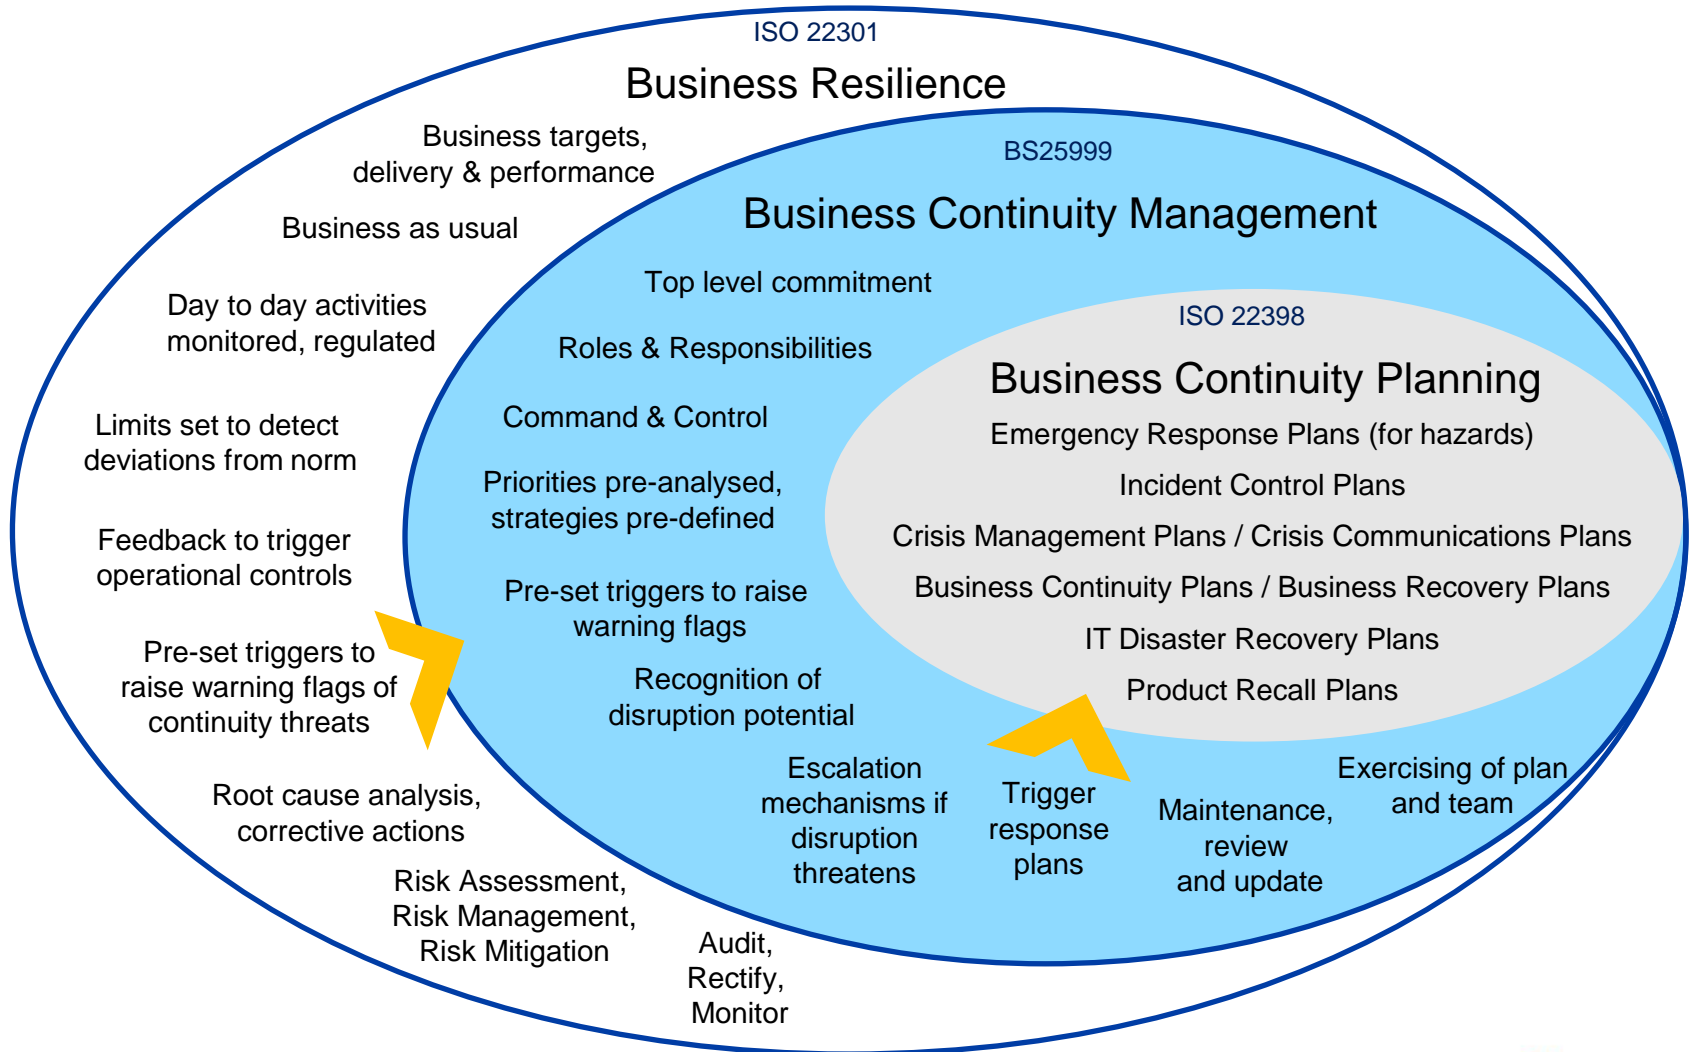 ISO 22301
Business Resilience
Business targets,
delivery & performance
Business as usual
Day to day activities
monitored, regulated
Limits set to detect
deviations from norm
Feedback to trigger
operational controls
Pre-set triggers to
raise warning flags of
continuity threats
Root cause analysis,
corrective actions
Risk Assessment,
Risk Management,
Risk Mitigation
Audit,
Rectify,
Monitor
BS25999
Business Continuity Management
Top level commitment
Roles & Responsibilities
Command & Control
Priorities pre-analysed,
strategies pre-defined
Pre-set triggers to raise
warning flags
Recognition of
disruption potential
Escalation
mechanisms if
disruption
threatens
Trigger
response
plans
Maintenance,
review
and update
Exercising of plan
and team
ISO 22398
Business Continuity Planning
Emergency Response Plans (for hazards)
Incident Control Plans
Crisis Management Plans / Crisis Communications Plans
Business Continuity Plans / Business Recovery Plans
IT Disaster Recovery Plans
Product Recall Plans